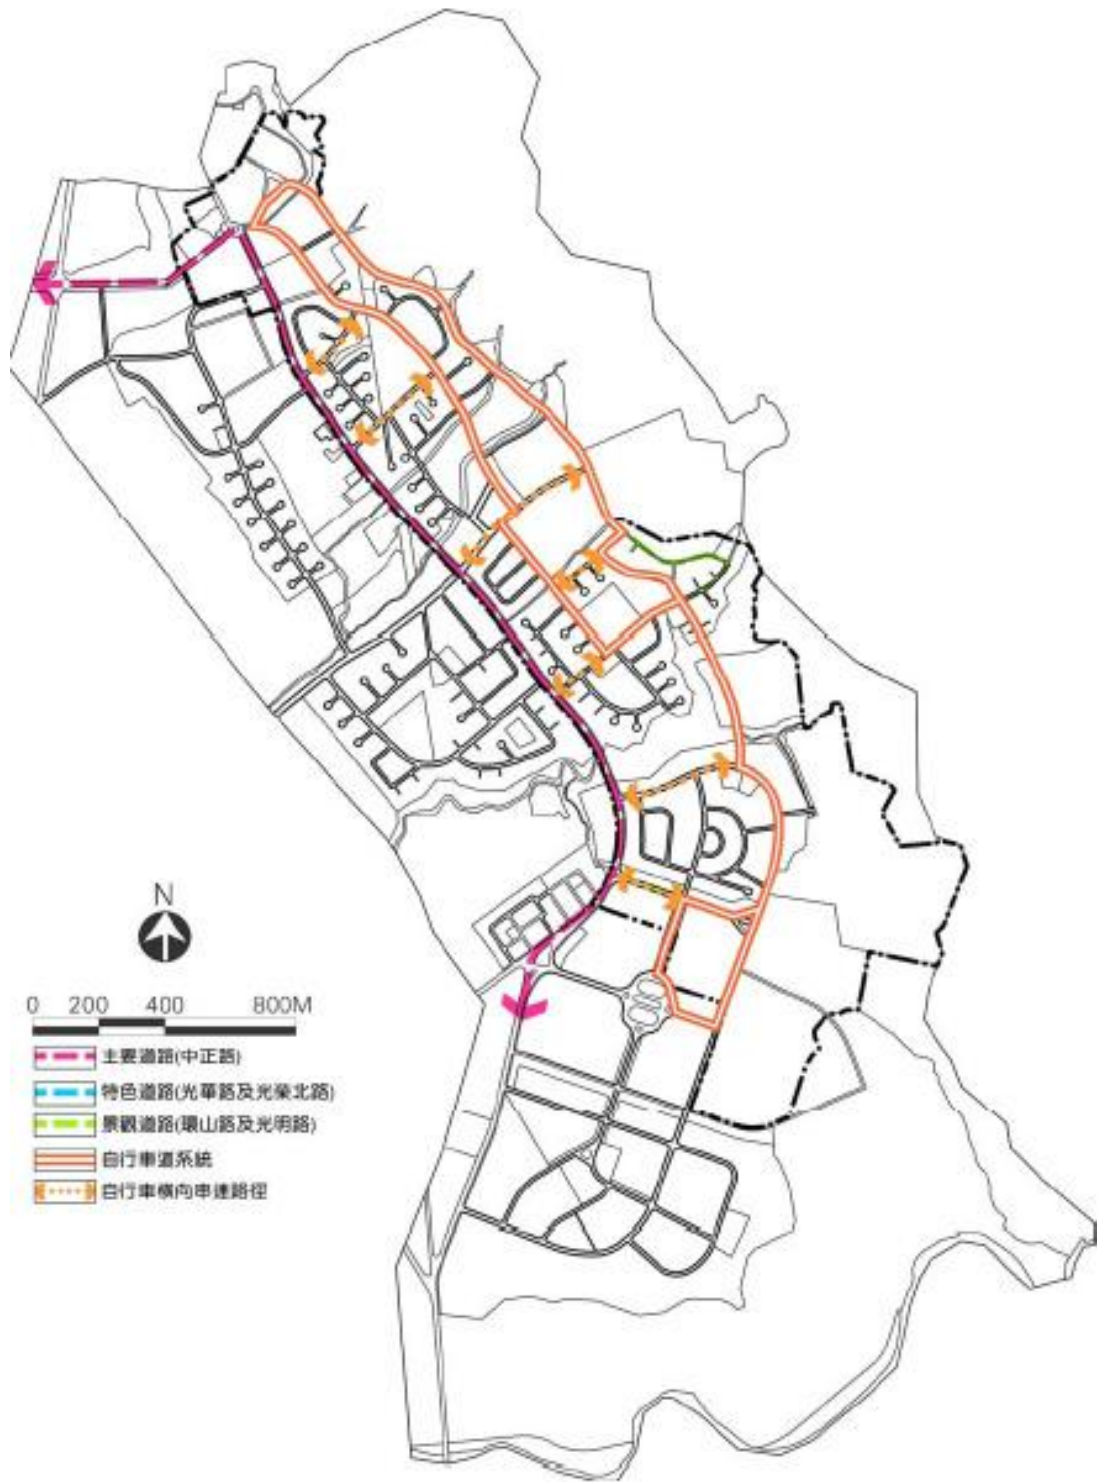 N
0 200 400 800M
主要道路(中正路)
特色道路(光華路及光榮北路)
景觀道路(環山路及光明路)
自行車道系統
自行車橫向串連路徑